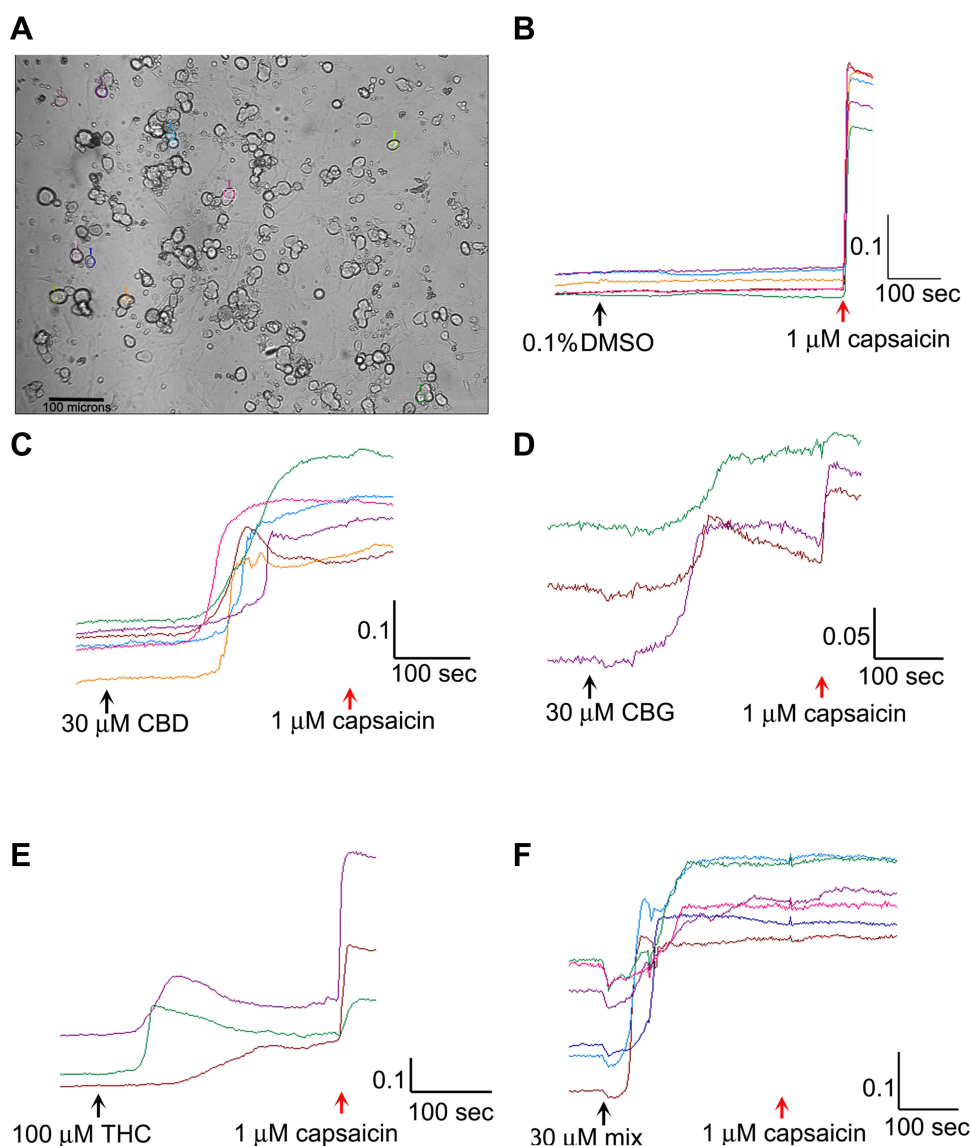 A
100 microns
B
0.1
100 sec
0.1%DMSO
1 μM capsaicin
C
0.1
100 sec
30 μM CBD
1 μM capsaicin
D
0.05
100 sec
30 μM CBG
1 μM capsaicin
E
0.1
100 sec
100 μM THC
1 μM capsaicin
F
0.1
100 sec
30 μM mix
1 μM capsaicin